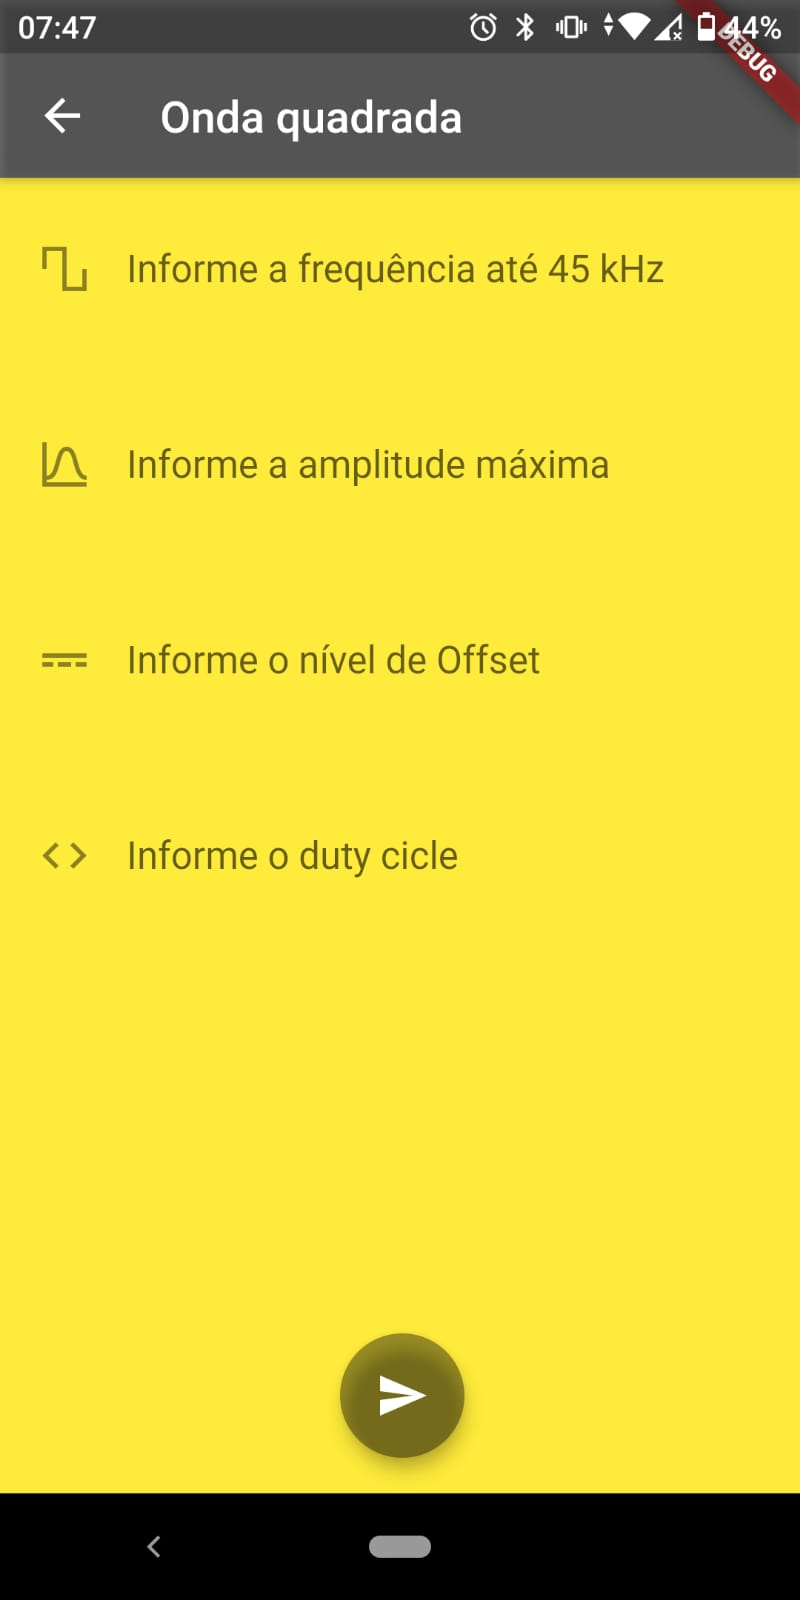 07:47
44%
DEBUG
Onda quadrada
Informe a frequência até 45 kHz
Informe a amplitude máxima
Informe o nível de Offset
Informe o duty cicle